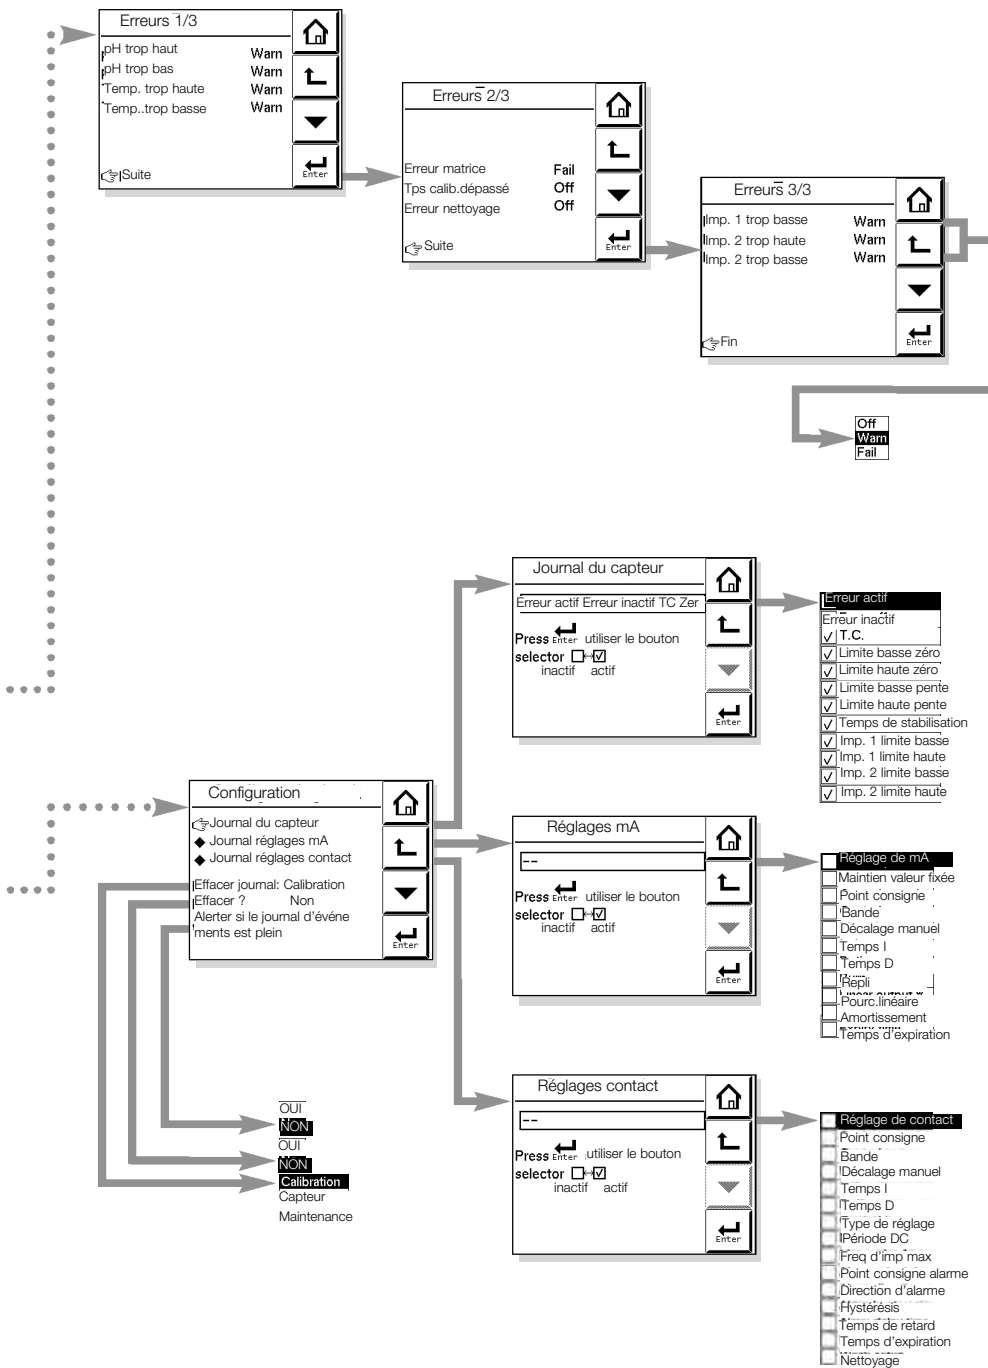 Erreurs 1/3
pH trop haut Warn
pH trop bas Warn
Temp. trop haute Warn
Temp..trop basse Warn
Suite
Enter
Erreurs 2/3
Erreur matrice Fail
Tps calib.dépassé Off
Erreur nettoyage Off
Suite
Enter
Erreurs 3/3
Imp. 1 trop basse Warn
Imp. 2 trop haute Warn
Imp. 2 trop basse Warn
Fin
Enter
Off
Warn
Fail
Journal du capteur
Erreur actif Erreur inactif TC Zer
Press Enter utiliser le bouton
selector
inactif actif
Enter
Erreur actif
Erreur inactif
T.C.
Limite basse zéro
Limite haute zéro
Limite basse pente
Limite haute pente
Temps de stabilisation
Imp. 1 limite basse
Imp. 1 limite haute
Imp. 2 limite basse
Imp. 2 limite haute
Configuration
Journal du capteur
Journal réglages mA
Journal réglages contact
Effacer journal: Calibration
Effacer ? Non
Alerter si le journal d'événe
ments est plein
Enter
Réglages mA
--
Press Enter utiliser le bouton
selector
inactif actif
Enter
Réglage de mA
Maintien valeur fixée
Point consigne
Bande
Décalage manuel
Temps I
Temps D
Repli
Pourc.linéaire
Amortissement
Temps d'expiration
OUI
NON
OUI
NON
Calibration
Capteur
Maintenance
Réglages contact
--
Press Enter utiliser le bouton
selector
inactif actif
Enter
Réglage de contact
Point consigne
Bande
Décalage manuel
Temps I
Temps D
Type de réglage
Période DC
Freq d'imp max
Point consigne alarme
Direction d'alarme
Hystérésis
Temps de retard
Temps d'expiration
Nettoyage